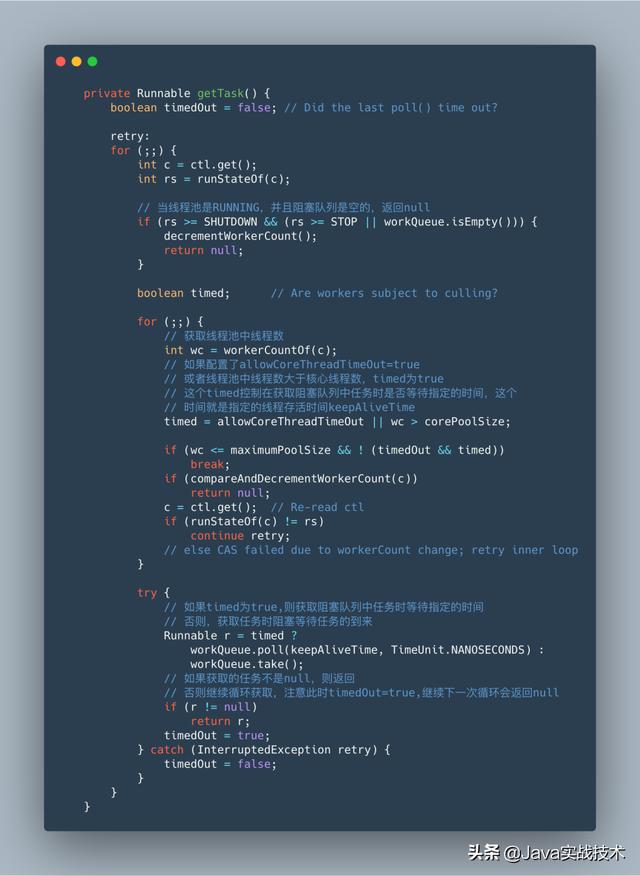 private Runnable getTask() {
    boolean timedOut = false; // Did the last poll() time out?

    retry:
    for (;;) {
        int c = ctl.get();
        int rs = runStateOf(c);

        // 当线程池是RUNNING，并且阻塞队列是空的，返回null
        if (rs >= SHUTDOWN && (rs >= STOP || workQueue.isEmpty())) {
            decrementWorkerCount();
            return null;
        }

        boolean timed;      // Are workers subject to culling?

        for (;;) {
            // 获取线程池中线程数
            int wc = workerCountOf(c);
            // 如果配置了allowCoreThreadTimeOut=true
            // 或者线程池中线程数大于核心线程数，timed为true
            // 这个timed控制在获取阻塞队列中任务时是否等待指定的时间，这个
            // 时间就是指定的线程存活时间keepAliveTime
            timed = allowCoreThreadTimeOut || wc > corePoolSize;

            if (wc <= maximumPoolSize && ! (timedOut && timed))
                break;
            if (compareAndDecrementWorkerCount(c))
                return null;
            c = ctl.get();  // Re-read ctl
            if (runStateOf(c) != rs)
                continue retry;
            // else CAS failed due to workerCount change; retry inner loop
        }

        try {
            // 如果timed为true,则获取阻塞队列中任务时等待指定的时间
            // 否则，获取任务时阻塞等待任务的到来
            Runnable r = timed ?
                workQueue.poll(keepAliveTime, TimeUnit.NANOSECONDS) :
                workQueue.take();
            // 如果获取的任务不是null，则返回
            // 否则继续循环获取，注意此时timedOut=true,继续下一次循环会返回null
            if (r != null)
                return r;
            timedOut = true;
        } catch (InterruptedException retry) {
            timedOut = false;
        }
    }
}
头条 @Java实战技术